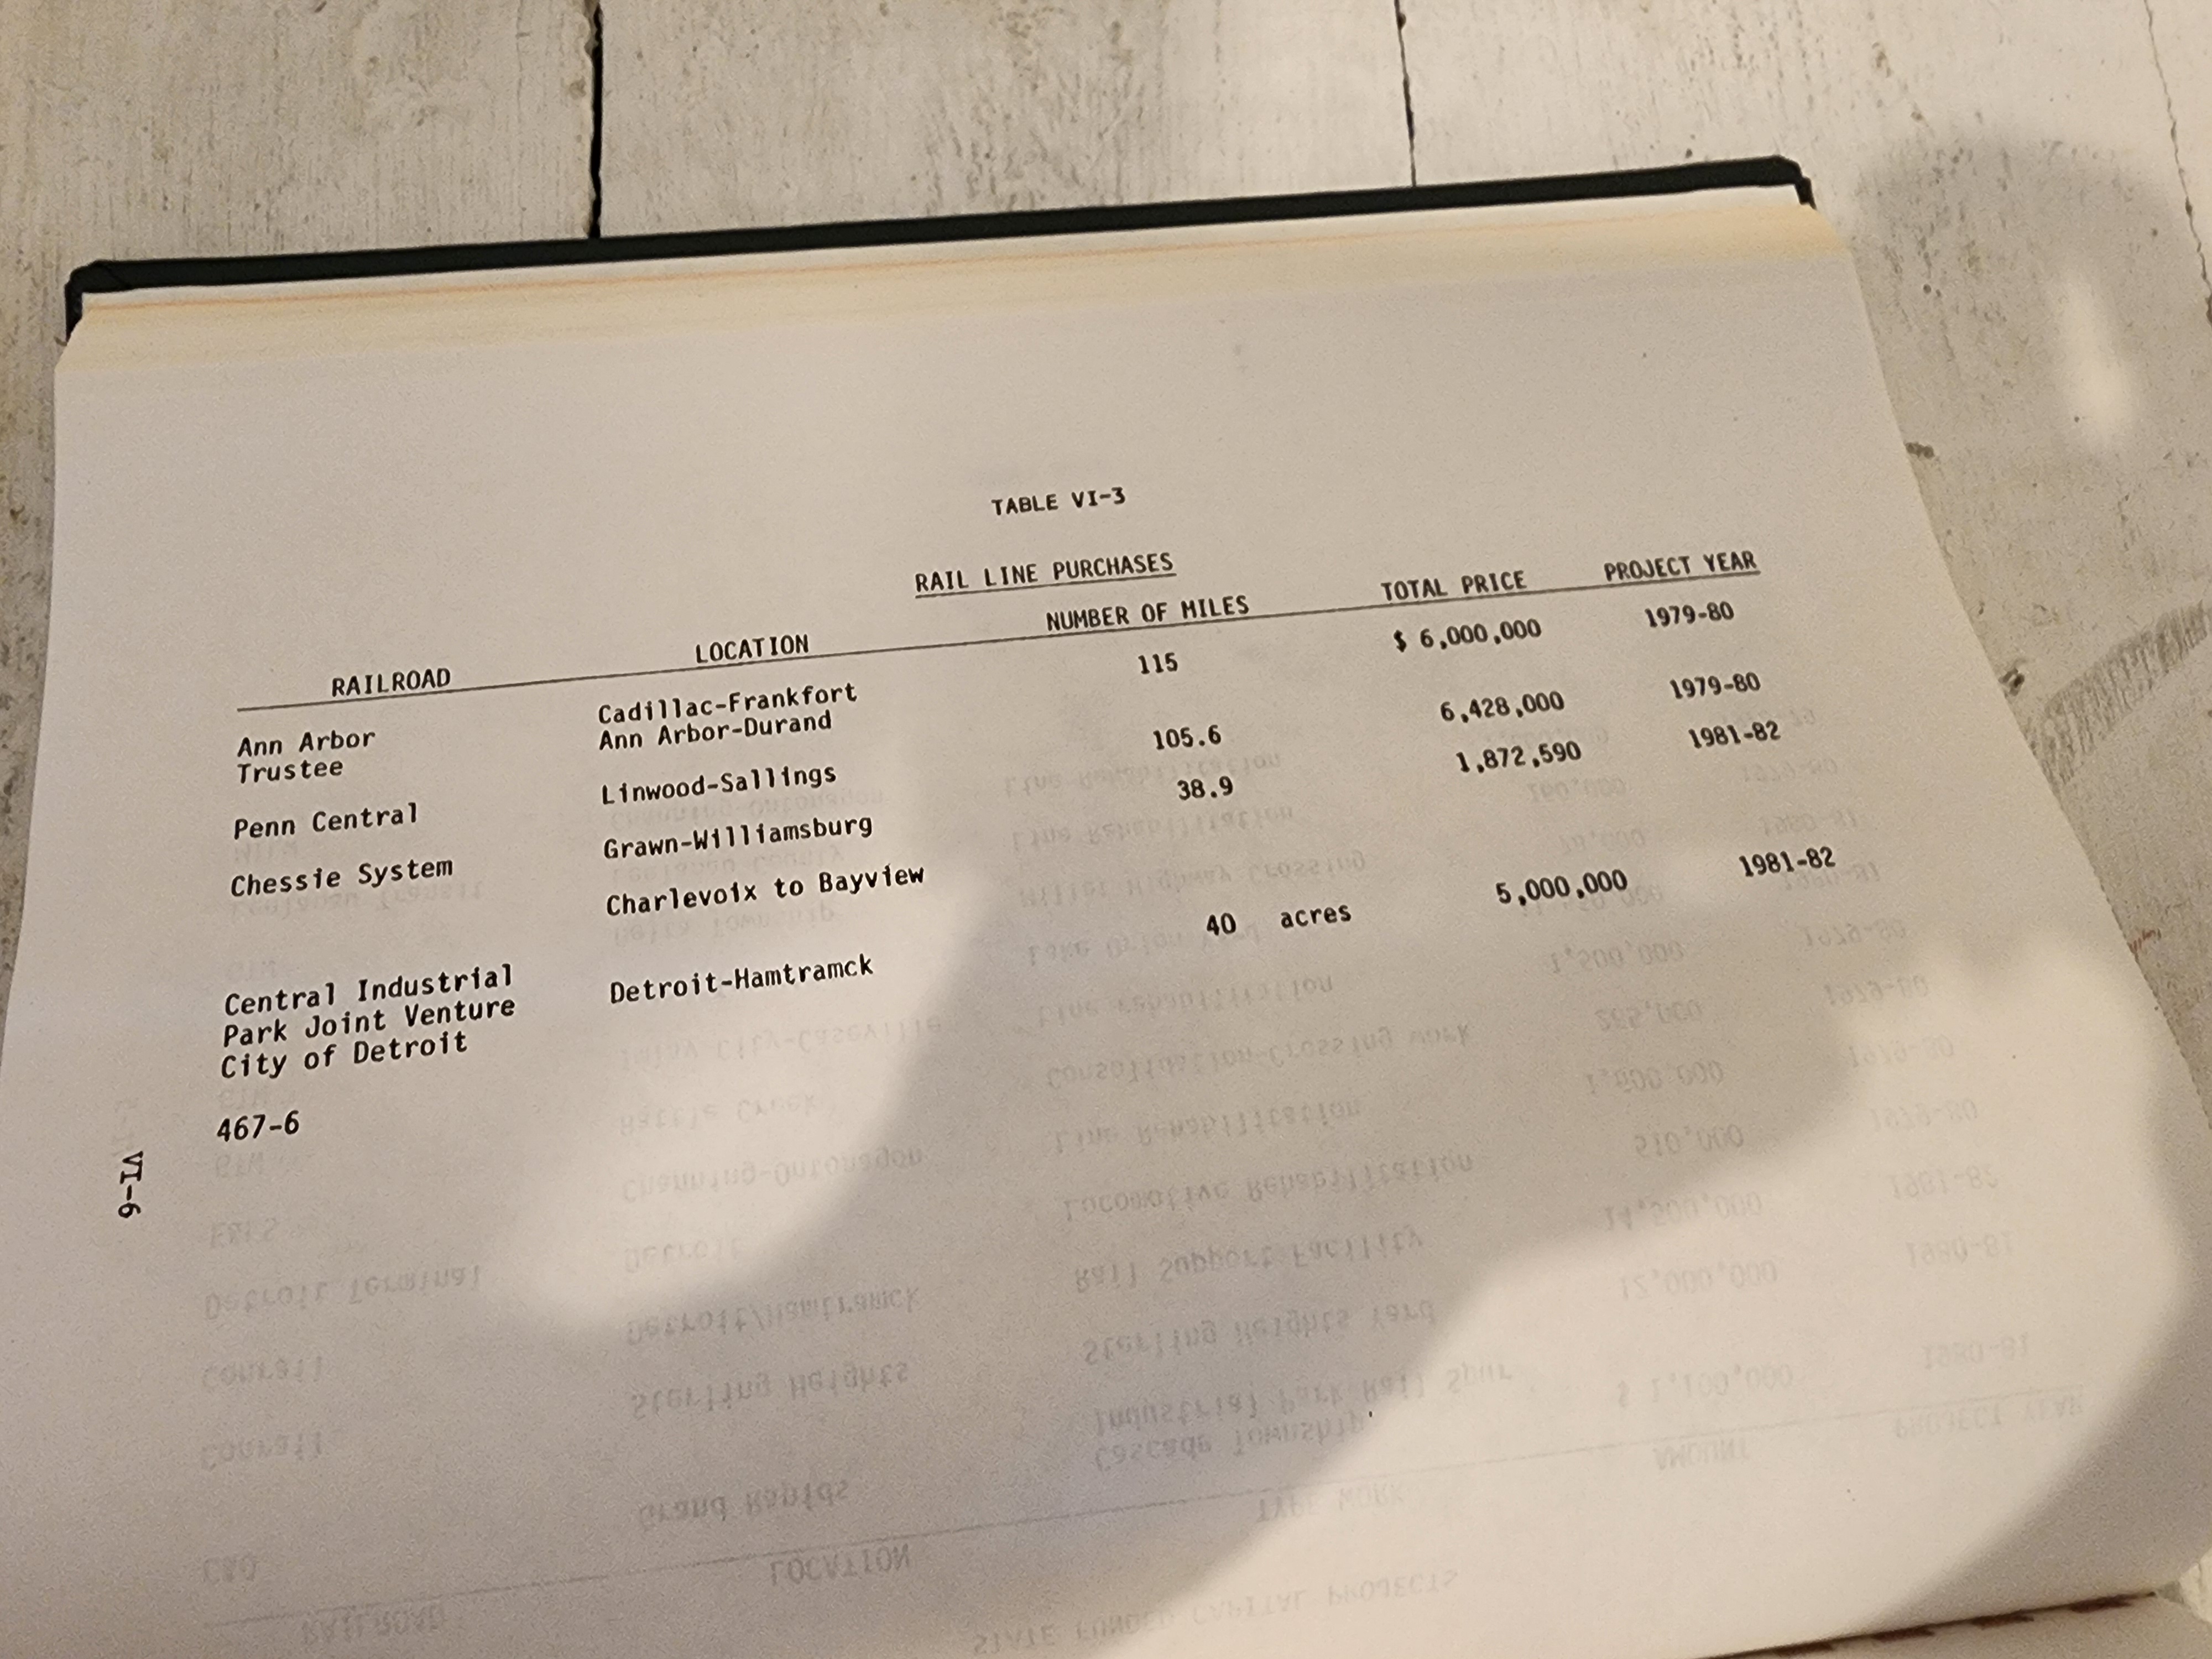 TABLE VI-3
RAIL LINE PURCHASES
RAILROAD LOCATION NUMBER OF MILES TOTAL PRICE PROJECT YEAR
Ann Arbor Cadillac-Frankfort 115 $ 6,000,000 1979-80
Trustee Ann Arbor-Durand
Penn Central Linwood-Sallings 105.6 6,428,000 1979-80
Chessie System Grawn-Williamsburg 38.9 1,872,590 1981-82
Charlevoix to Bayview
Central Industrial Detroit-Hamtramck 40 acres 5,000,000 1981-82
Park Joint Venture
City of Detroit
467-6
VI-6